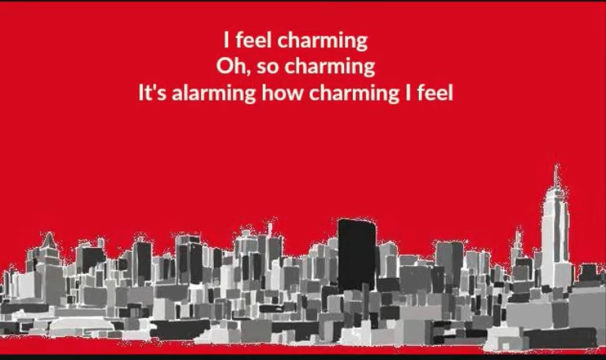 I feel charming
Oh, so charming
It's alarming how charming I feel